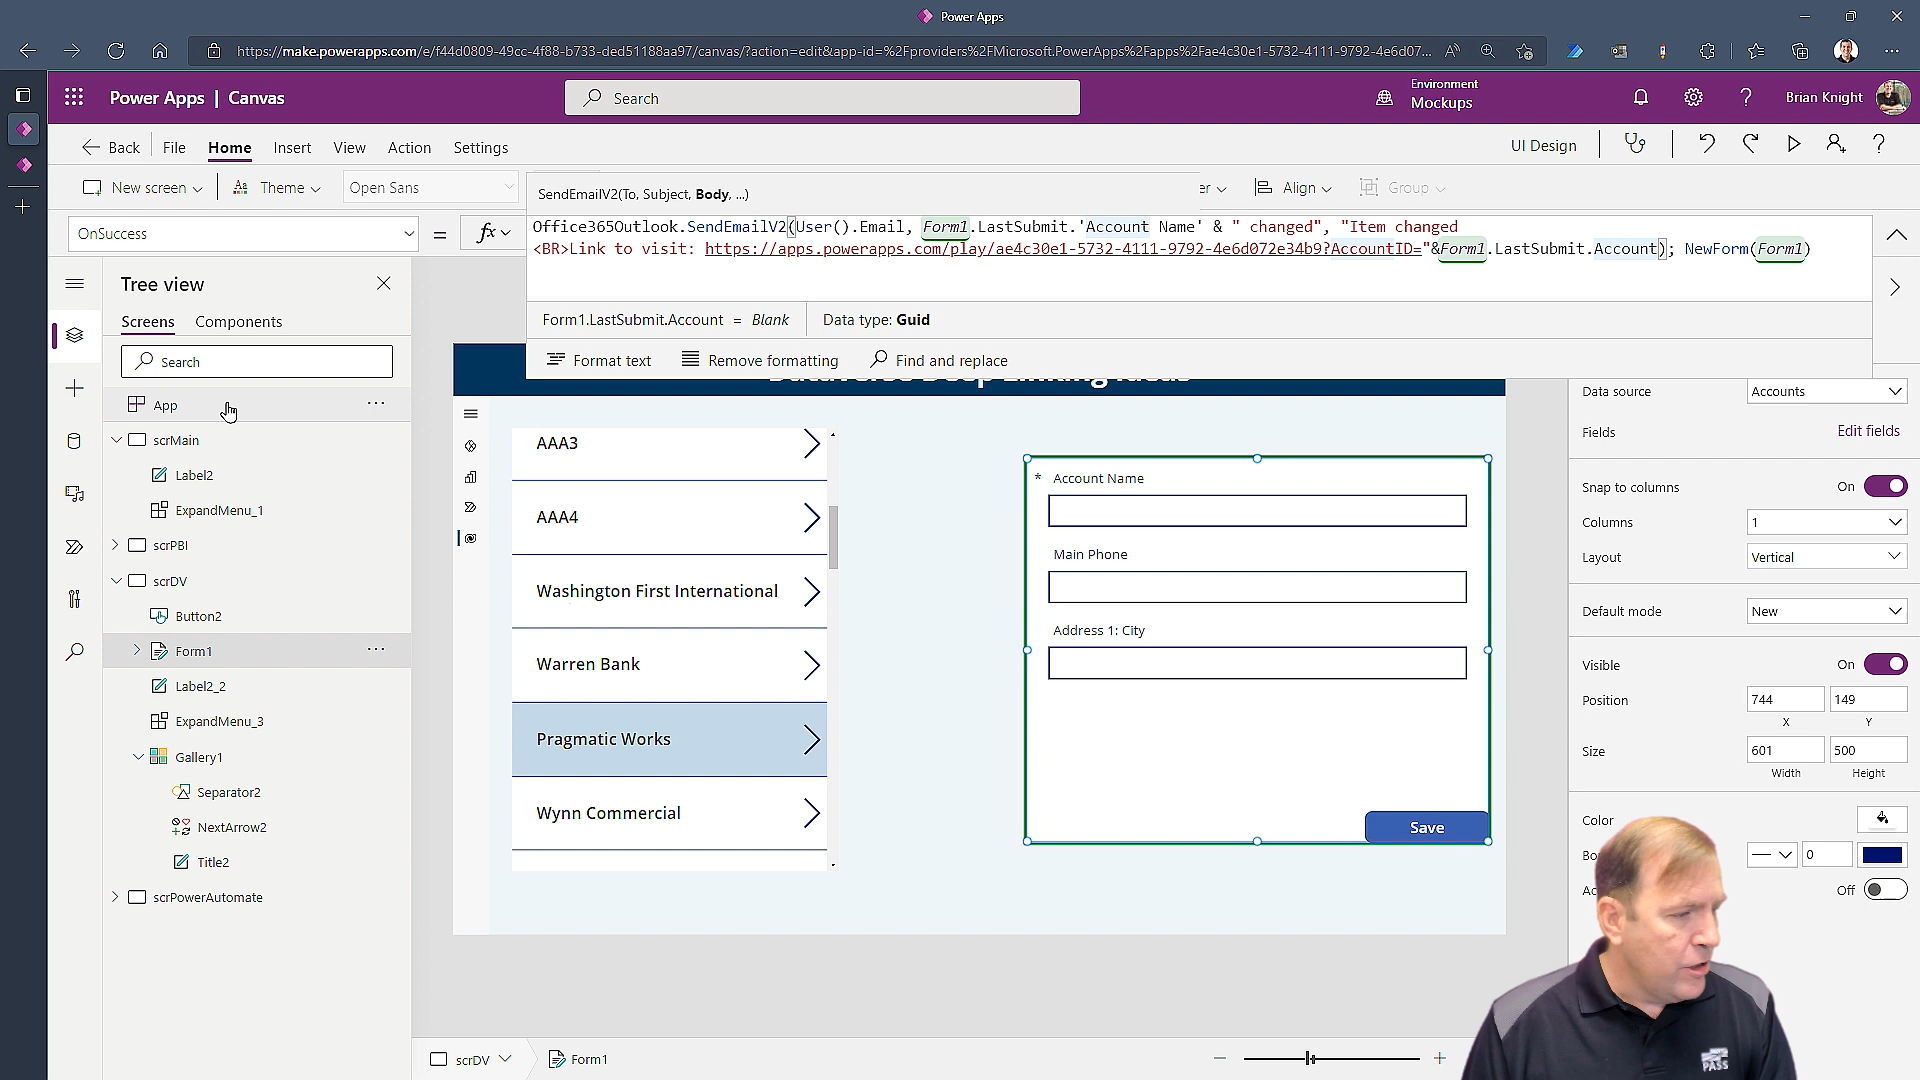 Power Apps
https://make.powerapps.com/e/f44d0809-49cc-4f88-b733-ded51188aa97/canvas/?action=edit&app-id=%2Fproviders%2FMicrosoft.PowerApps%2Fapps%2Fae4c30e1-5732-4111-9792-4e6d07...
Power Apps | Canvas
Search
Environment
Mockups
Brian Knight
Back
File
Home
Insert
View
Action
Settings
UI Design
New screen
Theme
Open Sans
SendEmailV2(To, Subject, Body, ...)
er
Align
Group
OnSuccess
=
fx
Office365Outlook.SendEmailV2(User().Email, Form1.LastSubmit.'Account Name' & " changed", "Item changed
<BR>Link to visit: https://apps.powerapps.com/play/ae4c30e1-5732-4111-9792-4e6d072e34b9?AccountID="&Form1.LastSubmit.Account); NewForm(Form1)
Form1.LastSubmit.Account = Blank
Data type: Guid
Format text
Remove formatting
Find and replace
Tree view
Screens
Components
Search
App
scrMain
Label2
ExpandMenu_1
scrPBI
scrDV
Button2
Form1
Label2_2
ExpandMenu_3
Gallery1
Separator2
NextArrow2
Title2
scrPowerAutomate
Dataverse Deep Linking Ideas
AAA3
AAA4
Washington First International
Warren Bank
Pragmatic Works
Wynn Commercial
* Account Name
Main Phone
Address 1: City
Save
Data source
Accounts
Fields
Edit fields
Snap to columns
On
Columns
1
Layout
Vertical
Default mode
New
Visible
On
Position
744
149
X
Y
Size
601
500
Width
Height
Color
Bo
0
Off
scrDV
Form1
PASS